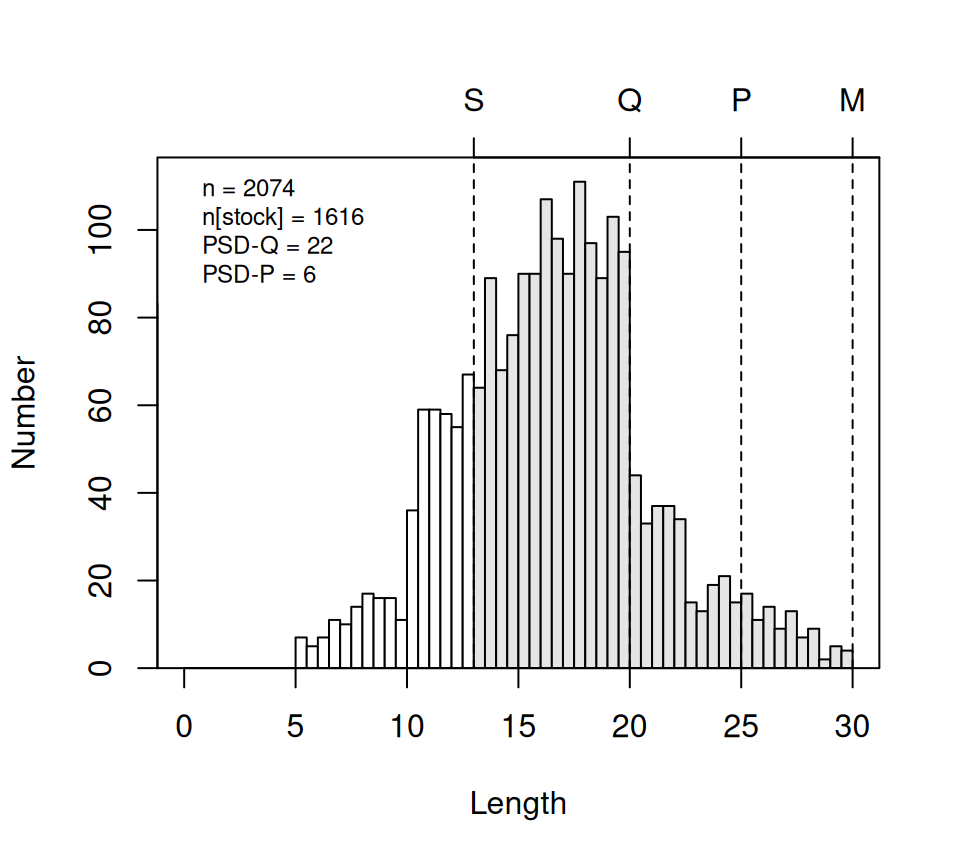 S Q P M
n = 2074
n[stock] = 1616
PSD-Q = 22
PSD-P = 6
Number
100
80
60
40
20
0
0 5 10 15 20 25 30
Length